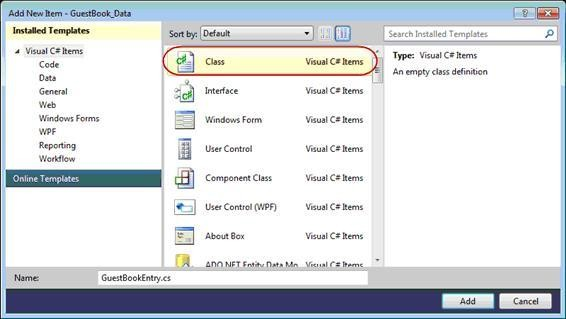 Add New Item - GuestBook_Data
Installed Templates
Sort by: Default
Search Installed Templates
Visual C# Items
Code
Data
General
Web
Windows Forms
WPF
Reporting
Workflow
Online Templates
Class Visual C# Items
Interface Visual C# Items
Windows Form Visual C# Items
User Control Visual C# Items
Component Class Visual C# Items
User Control (WPF) Visual C# Items
About Box Visual C# Items
ADO.NET Entity Data Mo... Visual C# Items
Type: Visual C# Items
An empty class definition
Name: GuestBookEntry.cs
Add Cancel